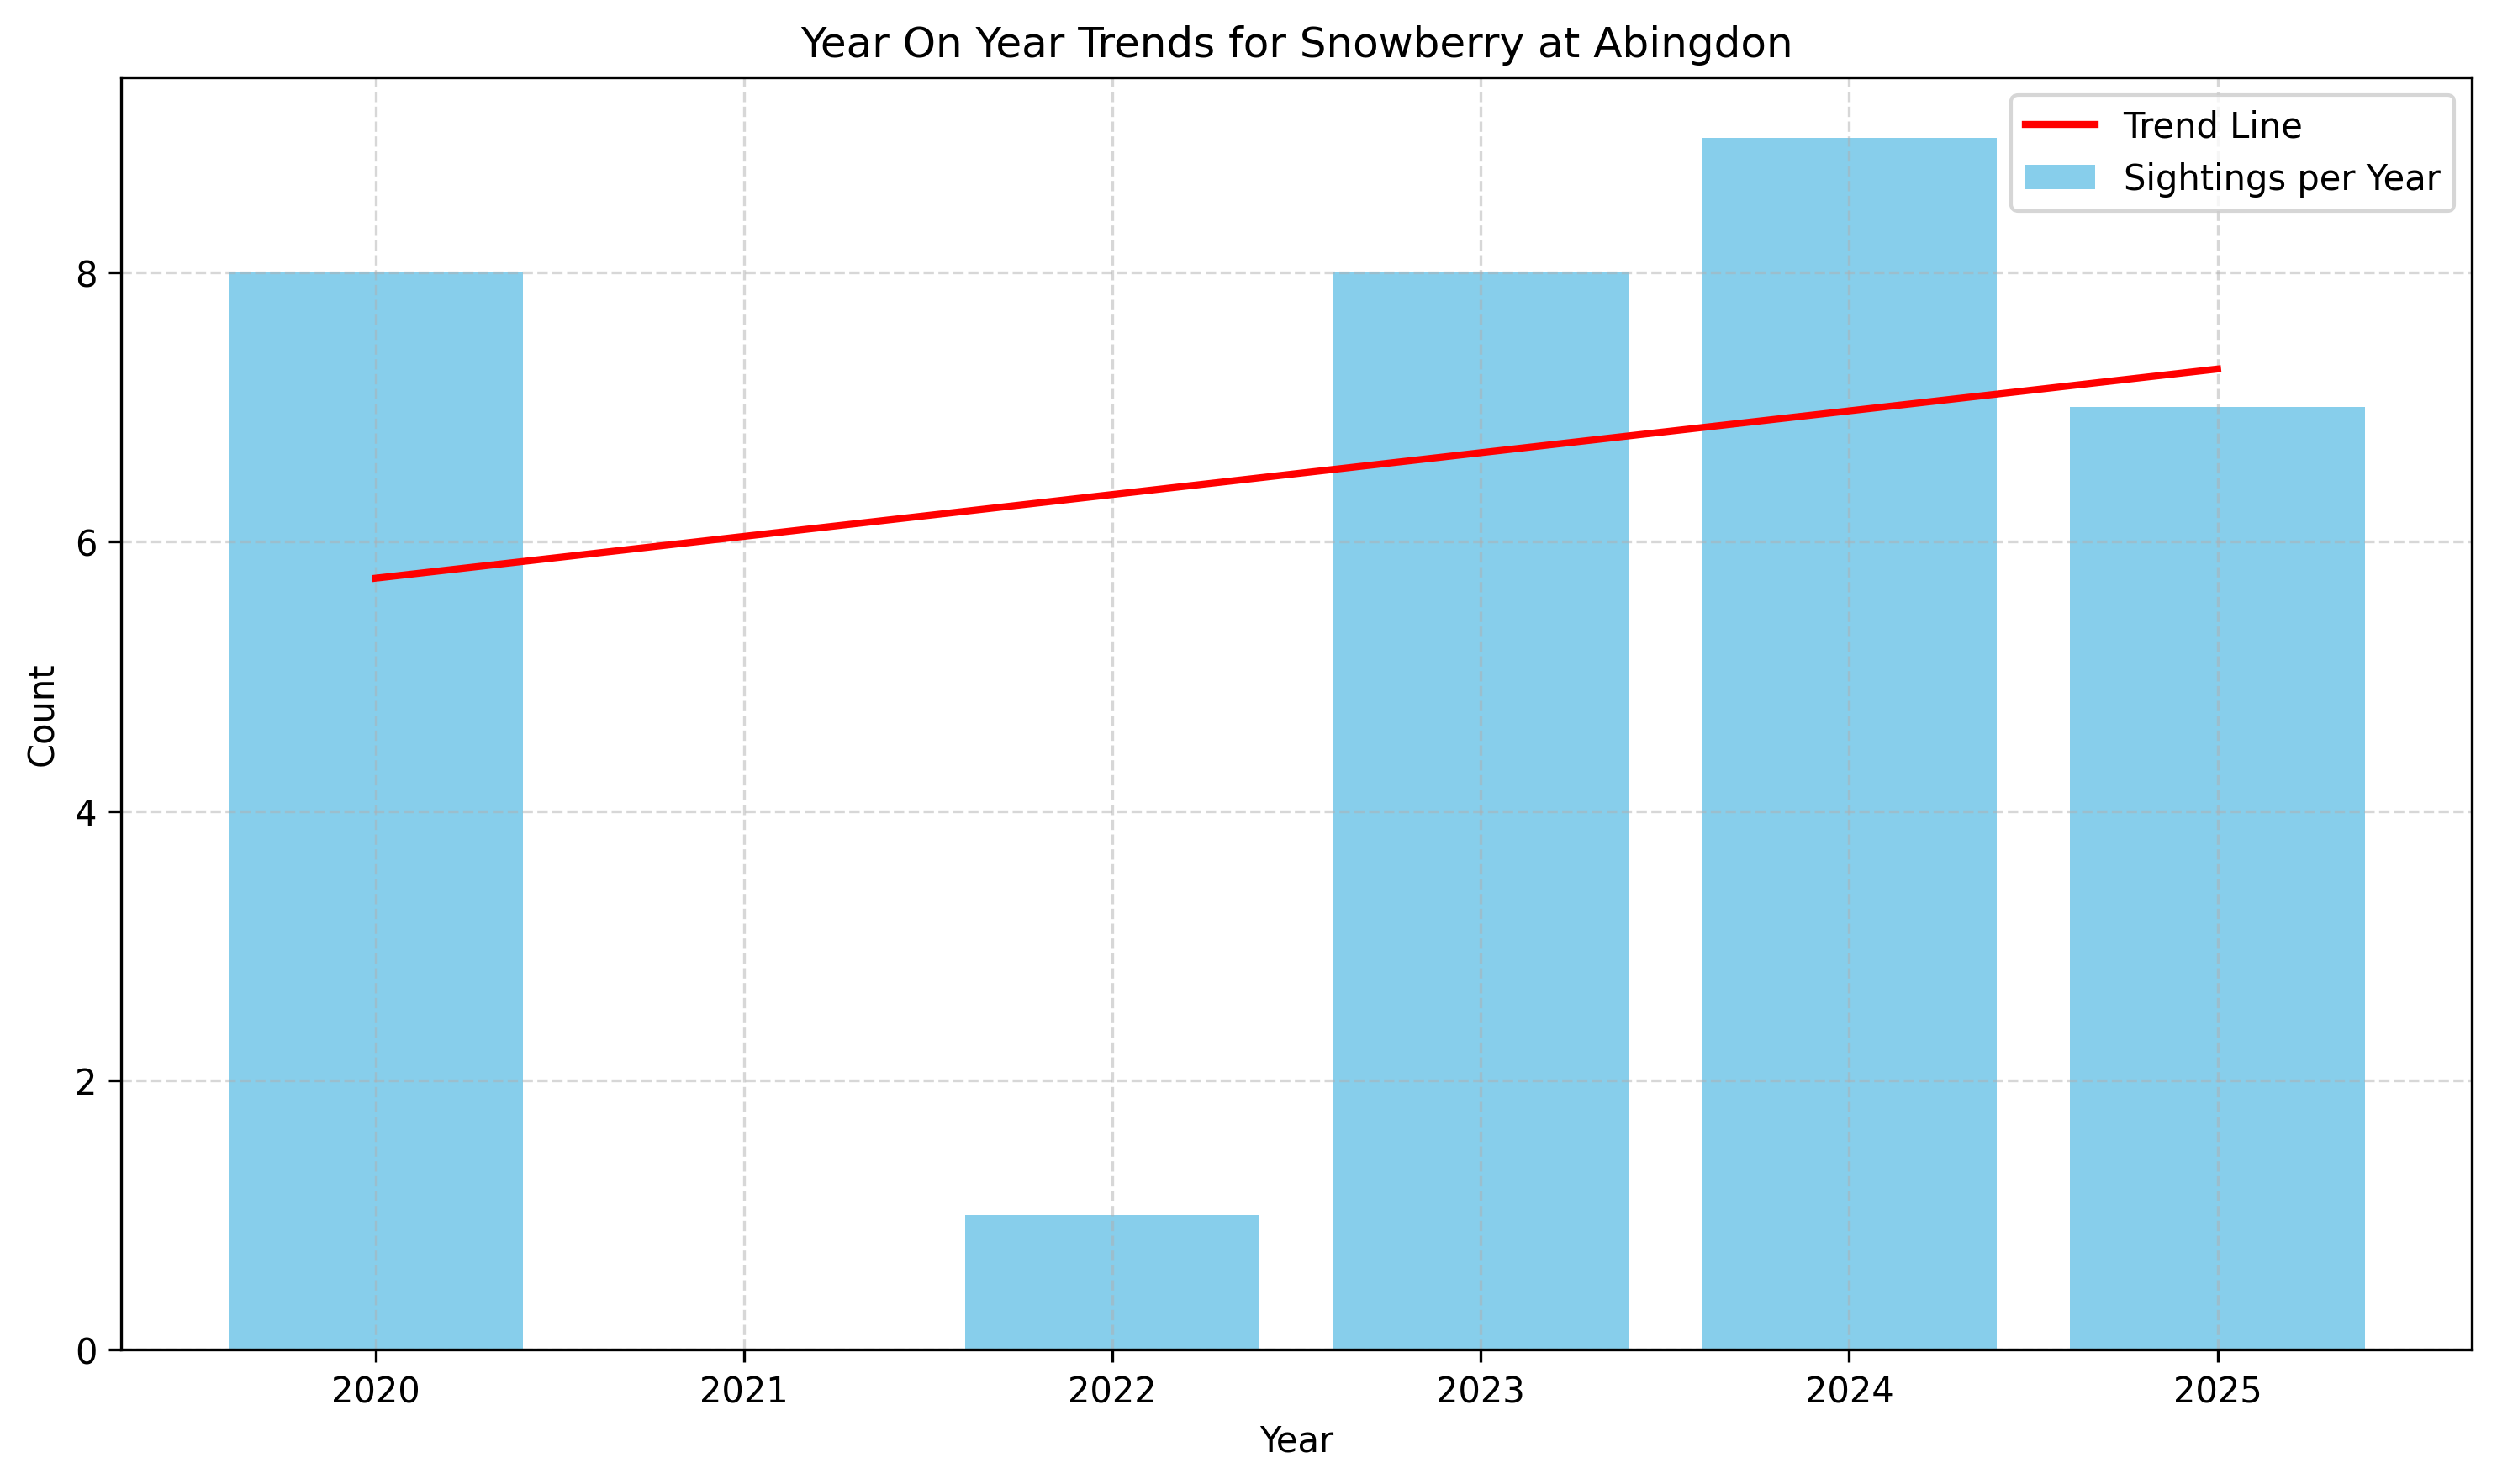 Year On Year Trends for Snowberry at Abingdon
Trend Line
Sightings per Year
Count
8
6
4
2
0
2020 2021 2022 2023 2024 2025
Year